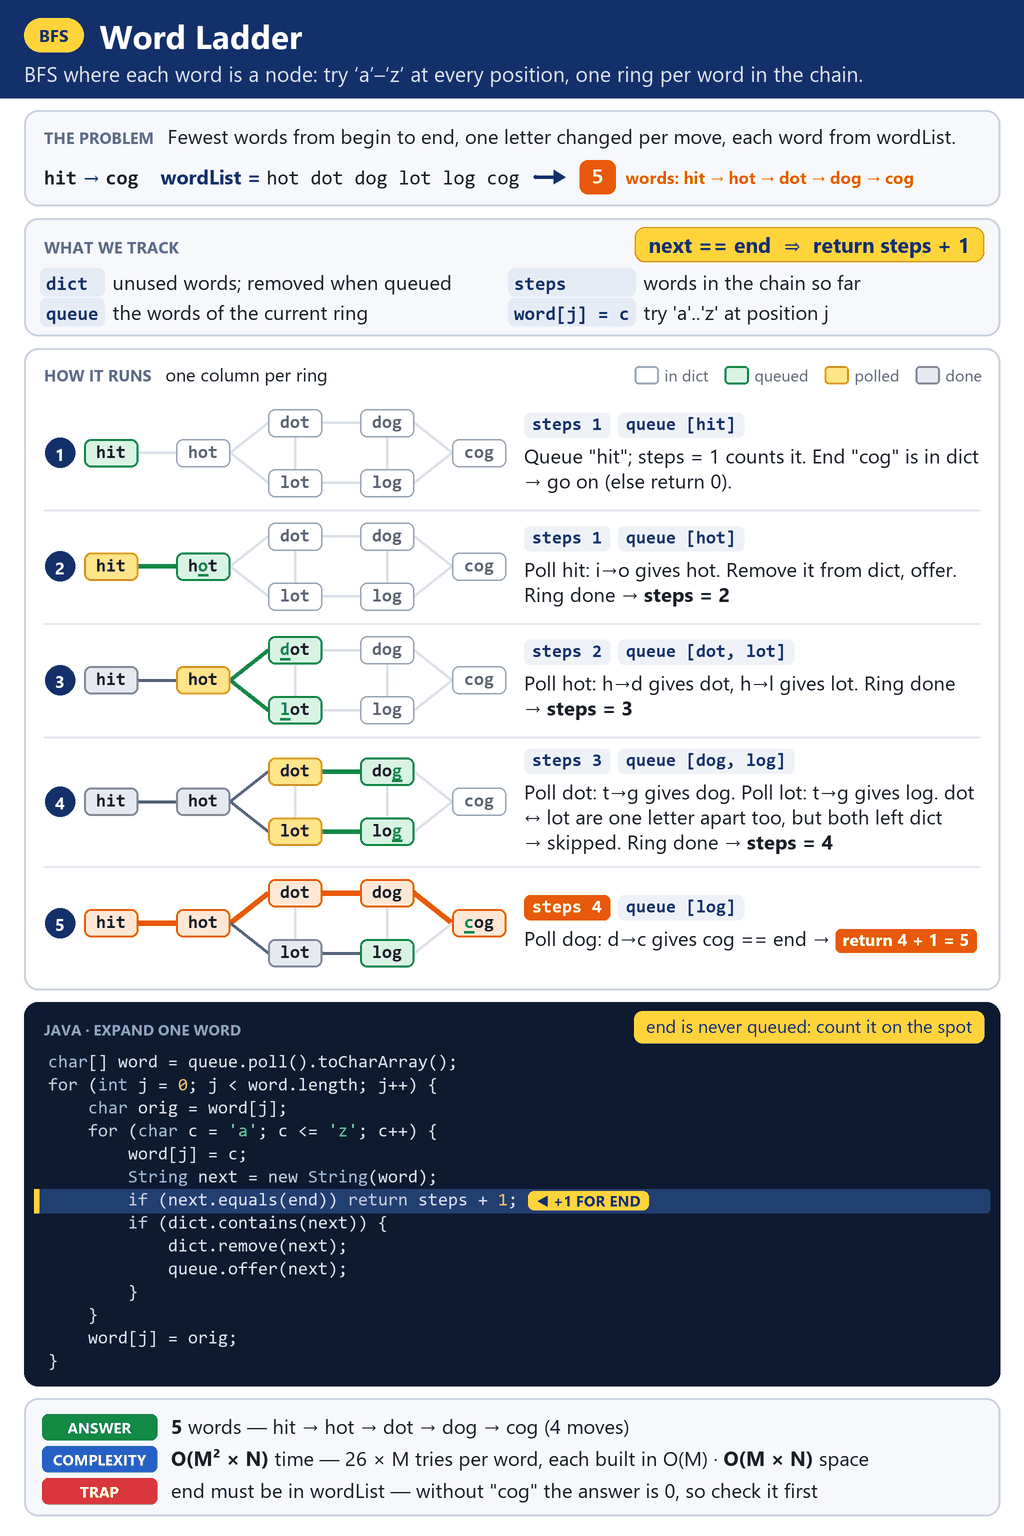 BFS Word Ladder
BFS where each word is a node: try ‘a’–‘z’ at every position, one ring per word in the chain.
THE PROBLEM Fewest words from begin to end, one letter changed per move, each word from wordList.
hit → cog wordList = hot dot dog lot log cog → 5 words: hit → hot → dot → dog → cog
WHAT WE TRACK
next == end ⇒ return steps + 1
dict unused words; removed when queued
steps words in the chain so far
queue the words of the current ring
word[j] = c try 'a'..'z' at position j
HOW IT RUNS one column per ring
in dict queued polled done
1 hit hot dot lot dog log cog
steps 1 queue [hit]
Queue "hit"; steps = 1 counts it. End "cog" is in dict
→ go on (else return 0).
2 hit hot dot lot dog log cog
steps 1 queue [hot]
Poll hit: i→o gives hot. Remove it from dict, offer.
Ring done → steps = 2
3 hit hot dot lot dog log cog
steps 2 queue [dot, lot]
Poll hot: h→d gives dot, h→l gives lot. Ring done
→ steps = 3
4 hit hot dot lot dog log cog
steps 3 queue [dog, log]
Poll dot: t→g gives dog. Poll lot: t→g gives log. dot
↔ lot are one letter apart too, but both left dict
→ skipped. Ring done → steps = 4
5 hit hot dot lot dog log cog
steps 4 queue [log]
Poll dog: d→c gives cog == end → return 4 + 1 = 5
JAVA · EXPAND ONE WORD
end is never queued: count it on the spot
char[] word = queue.poll().toCharArray();
for (int j = 0; j < word.length; j++) {
    char orig = word[j];
    for (char c = 'a'; c <= 'z'; c++) {
        word[j] = c;
        String next = new String(word);
        if (next.equals(end)) return steps + 1; ◀ +1 FOR END
        if (dict.contains(next)) {
            dict.remove(next);
            queue.offer(next);
        }
    }
    word[j] = orig;
}
ANSWER 5 words — hit → hot → dot → dog → cog (4 moves)
COMPLEXITY O(M² × N) time — 26 × M tries per word, each built in O(M) · O(M × N) space
TRAP end must be in wordList — without "cog" the answer is 0, so check it first